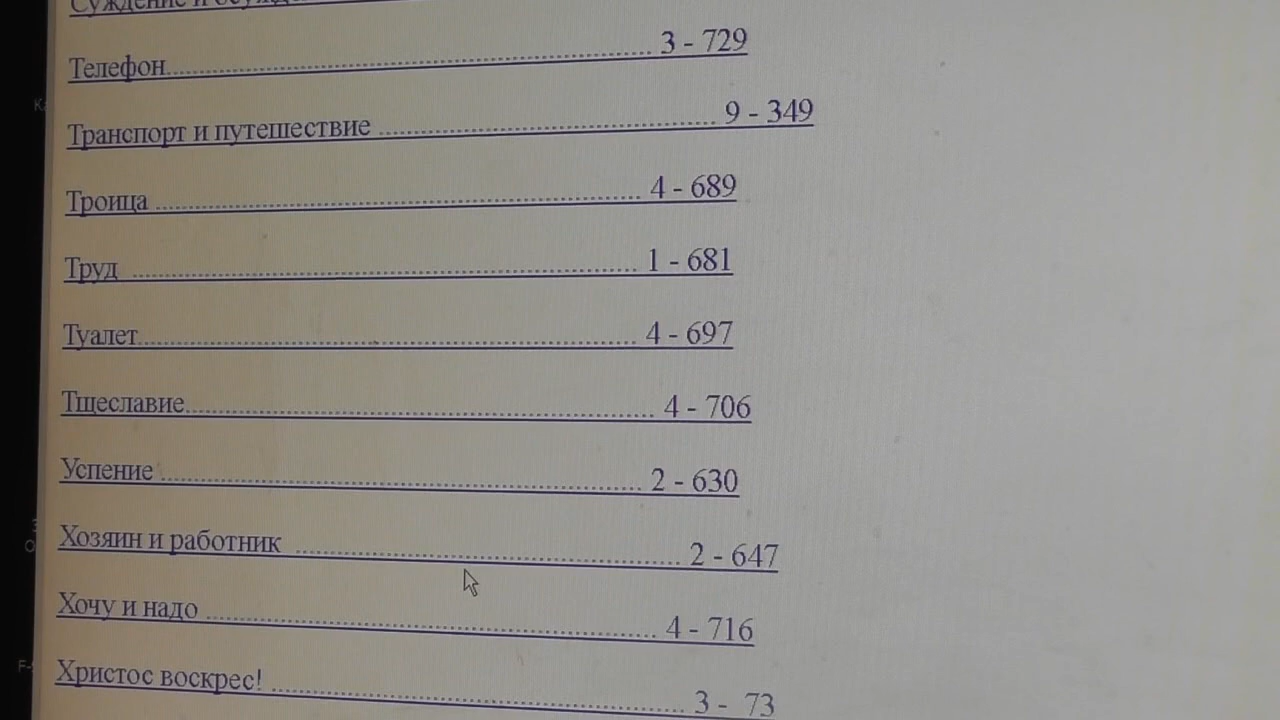 Суждение и
Телефон........................................................ 3 - 729
Транспорт и путешествие ........................................ 9 - 349
Троица ......................................................... 4 - 689
Труд ........................................................... 1 - 681
Туалет.......................................................... 4 - 697
Тщеславие....................................................... 4 - 706
Успение ........................................................ 2 - 630
Хозяин и работник .............................................. 2 - 647
Хочу и надо .................................................... 4 - 716
Христос воскрес! ............................................... 3 - 73